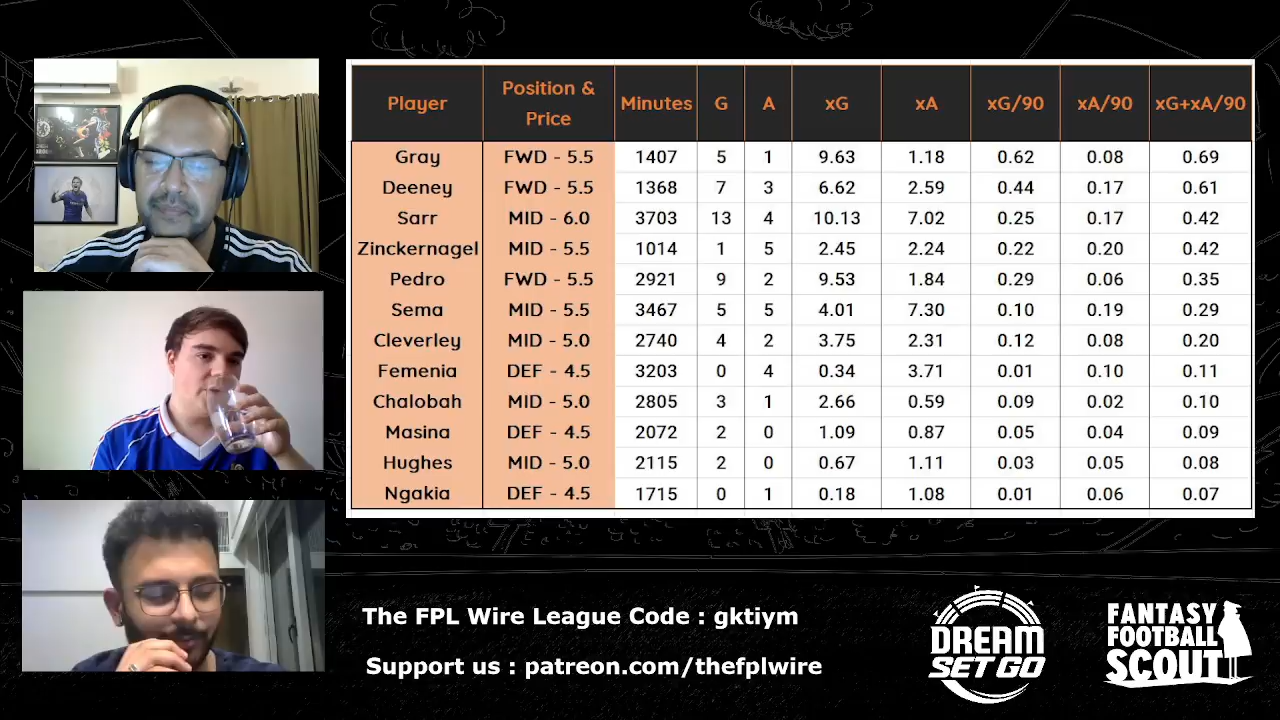 Player Position & Price Minutes G A xG xA xG/90 xA/90 xG+xA/90
Gray FWD - 5.5 1407 5 1 9.63 1.18 0.62 0.08 0.69
Deeney FWD - 5.5 1368 7 3 6.62 2.59 0.44 0.17 0.61
Sarr MID - 6.0 3703 13 4 10.13 7.02 0.25 0.17 0.42
Zinckernagel MID - 5.5 1014 1 5 2.45 2.24 0.22 0.20 0.42
Pedro FWD - 5.5 2921 9 2 9.53 1.84 0.29 0.06 0.35
Sema MID - 5.5 3467 5 5 4.01 7.30 0.10 0.19 0.29
Cleverley MID - 5.0 2740 4 2 3.75 2.31 0.12 0.08 0.20
Femenia DEF - 4.5 3203 0 4 0.34 3.71 0.01 0.10 0.11
Chalobah MID - 5.0 2805 3 1 2.66 0.59 0.09 0.02 0.10
Masina DEF - 4.5 2072 2 0 1.09 0.87 0.05 0.04 0.09
Hughes MID - 5.0 2115 2 0 0.67 1.11 0.03 0.05 0.08
Ngakia DEF - 4.5 1715 0 1 0.18 1.08 0.01 0.06 0.07
The FPL Wire League Code : gktiym
Support us : patreon.com/thefplwire
DREAM
SET GO
FANTASY
FOOTBALL
SCOUT